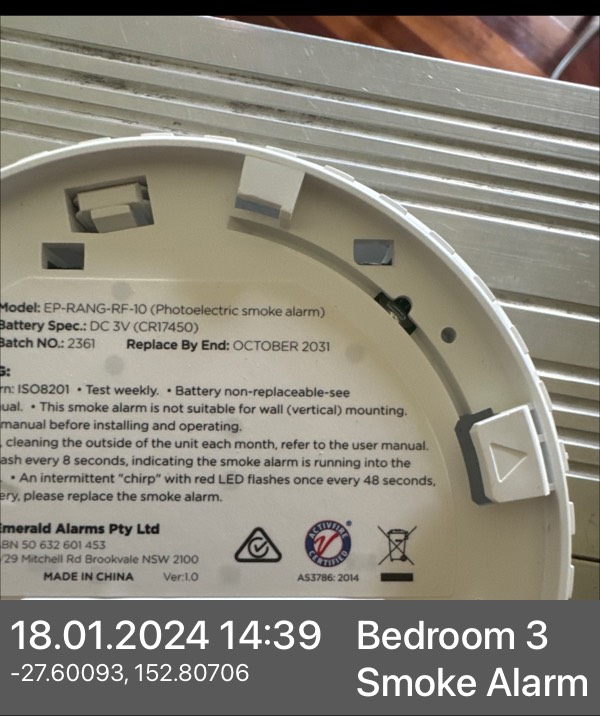 Model: EP-RANG-RF-10 (Photoelectric smoke alarm)
Battery Spec.: DC 3V (CR17450)
Batch NO.: 2361 Replace By End: OCTOBER 2031
G:
rn: ISO8201 • Test weekly. • Battery non-replaceable-see
ual. • This smoke alarm is not suitable for wall (vertical) mounting.
manual before installing and operating.
, cleaning the outside of the unit each month, refer to the user manual.
ash every 8 seconds, indicating the smoke alarm is running into the
. • An intermittent "chirp" with red LED flashes once every 48 seconds,
ery, please replace the smoke alarm.
Emerald Alarms Pty Ltd
ABN 50 632 601 453
/29 Mitchell Rd Brookvale NSW 2100
MADE IN CHINA Ver:1.0
ACTIVFIRE
CERTIFIED
AS3786: 2014
18.01.2024 14:39
-27.60093, 152.80706
Bedroom 3
Smoke Alarm